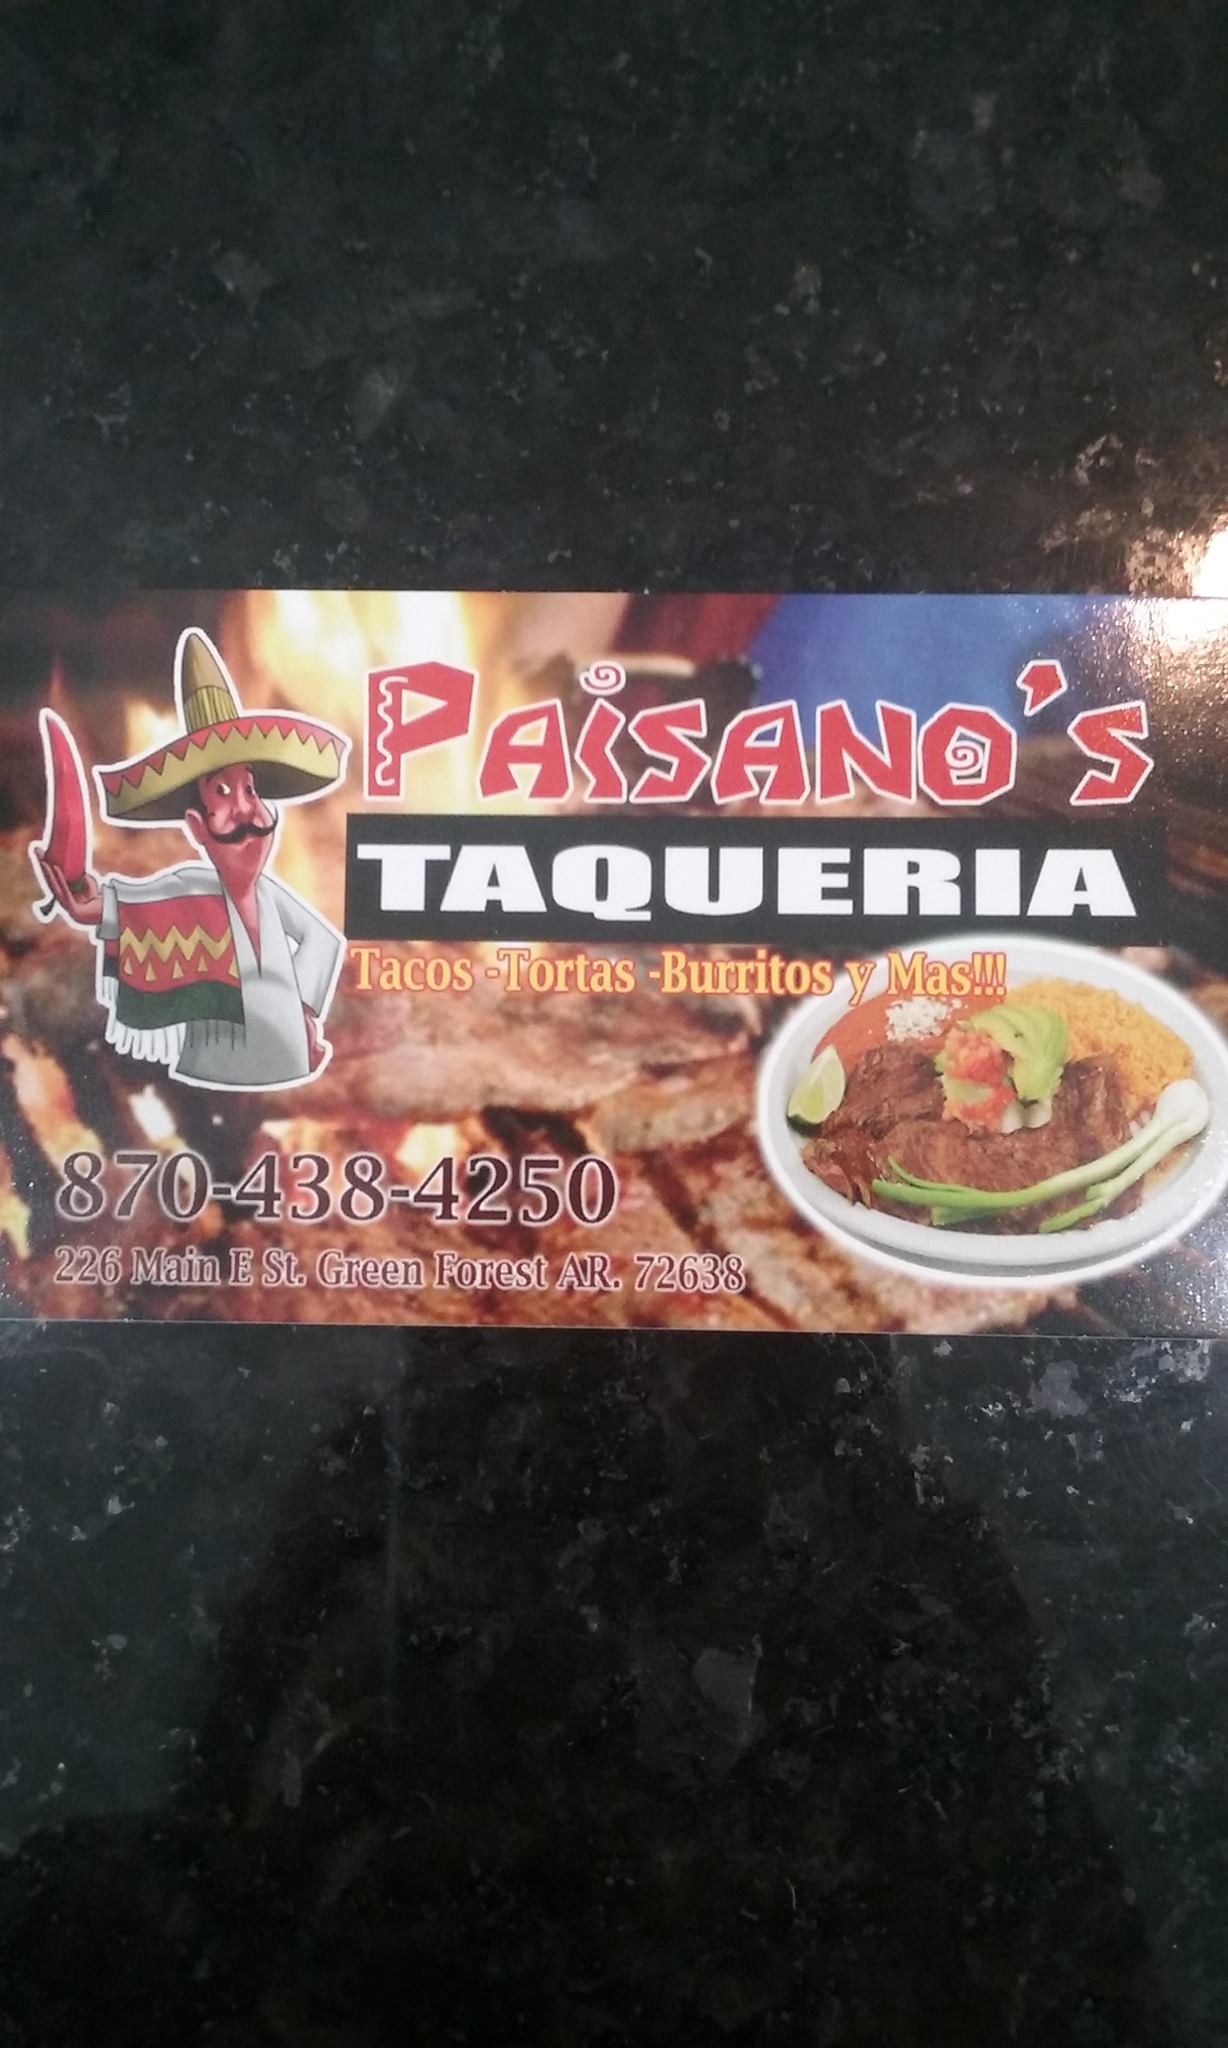 PAiSANO's
TAQUERIA
Tacos -Tortas -Burritos y Mas!!!
870-438-4250
226 Main E St. Green Forest AR. 72638